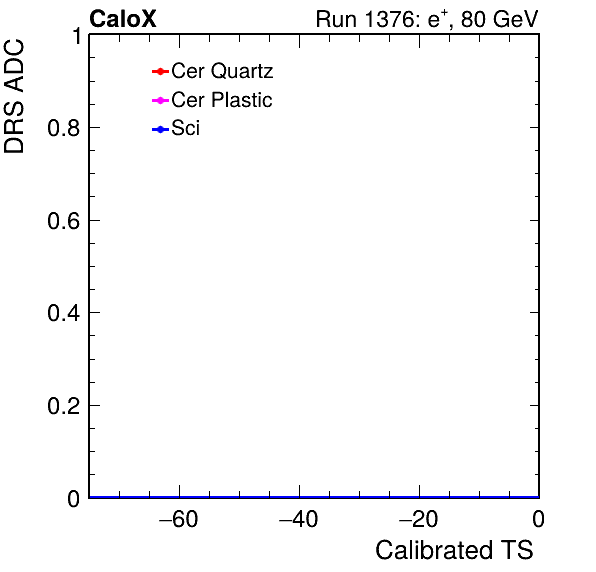 CaloX Run 1376: e⁺, 80 GeV
DRS ADC
1
0.8
0.6
0.4
0.2
0
Cer Quartz
Cer Plastic
Sci
−60 −40 −20 0
Calibrated TS